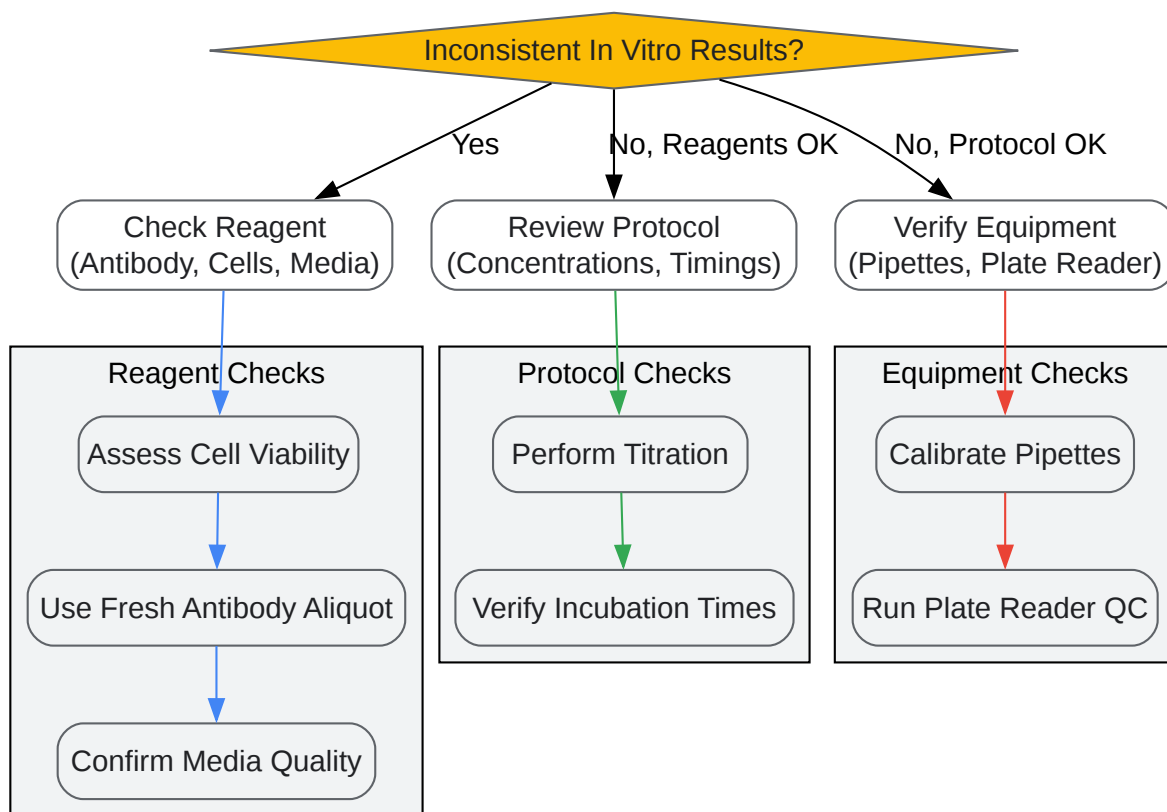 Inconsistent In Vitro Results?
Yes
No, Reagents OK
No, Protocol OK
Check Reagent
(Antibody, Cells, Media)
Review Protocol
(Concentrations, Timings)
Verify Equipment
(Pipettes, Plate Reader)
Reagent Checks
Assess Cell Viability
Use Fresh Antibody Aliquot
Confirm Media Quality
Protocol Checks
Perform Titration
Verify Incubation Times
Equipment Checks
Calibrate Pipettes
Run Plate Reader QC